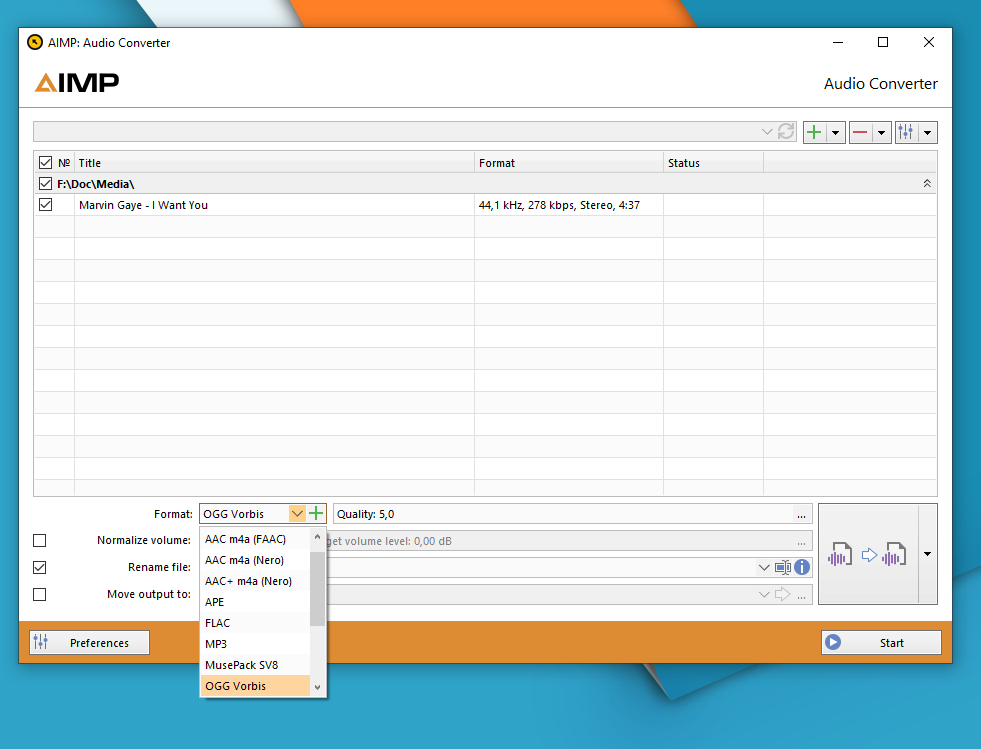 AIMP: Audio Converter
AIMP
Audio Converter
№ Title Format Status
F:\Doc\Media\
Marvin Gaye - I Want You 44,1 kHz, 278 kbps, Stereo, 4:37
Format: OGG Vorbis Quality: 5,0 ...
Normalize volume: get volume level: 0,00 dB ...
Rename file:
Move output to: ...
AAC m4a (FAAC)
AAC m4a (Nero)
AAC+ m4a (Nero)
APE
FLAC
MP3
MusePack SV8
OGG Vorbis
Preferences
Start